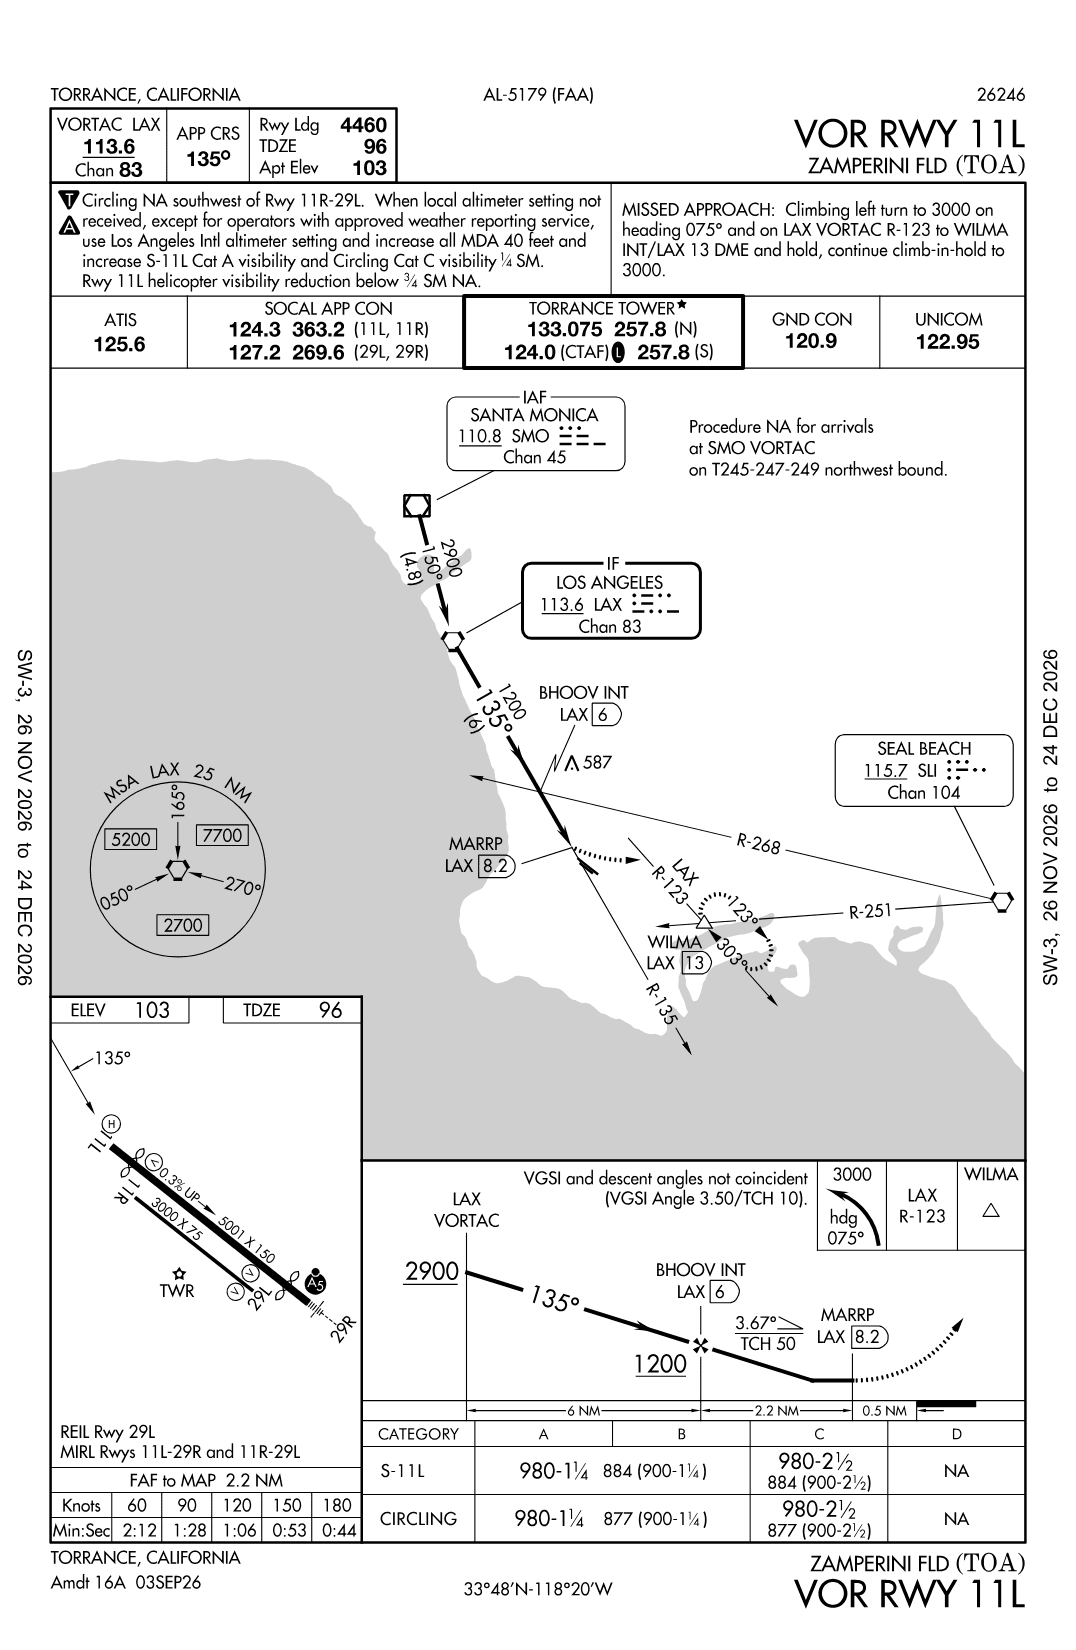 TORRANCE, CALIFORNIA
AL-5179 (FAA)
26246
VORTAC LAX
113.6
Chan 83
APP CRS
135°
Rwy Ldg 4460
TDZE 96
Apt Elev 103
VOR RWY 11L
ZAMPERINI FLD (TOA)
T Circling NA southwest of Rwy 11R-29L. When local altimeter setting not
A received, except for operators with approved weather reporting service,
use Los Angeles Intl altimeter setting and increase all MDA 40 feet and
increase S-11L Cat A visibility and Circling Cat C visibility ¼ SM.
Rwy 11L helicopter visibility reduction below ¾ SM NA.
MISSED APPROACH: Climbing left turn to 3000 on
heading 075° and on LAX VORTAC R-123 to WILMA
INT/LAX 13 DME and hold, continue climb-in-hold to
3000.
ATIS
125.6
SOCAL APP CON
124.3 363.2 (11L, 11R)
127.2 269.6 (29L, 29R)
TORRANCE TOWER★
133.075 257.8 (N)
124.0 (CTAF) L 257.8 (S)
GND CON
120.9
UNICOM
122.95
IAF
SANTA MONICA
110.8 SMO
Chan 45
Procedure NA for arrivals
at SMO VORTAC
on T245-247-249 northwest bound.
2900
150°
(4.8)
IF
LOS ANGELES
113.6 LAX
Chan 83
1200
135°
(6)
BHOOV INT
LAX 6
587
SEAL BEACH
115.7 SLI
Chan 104
MARRP
LAX 8.2
R-268
LAX
R-123
123°
R-251
WILMA
LAX 13
303°
R-135
MSA LAX 25 NM
165°
5200
7700
050°
270°
2700
SW-3, 26 NOV 2026 to 24 DEC 2026
SW-3, 26 NOV 2026 to 24 DEC 2026
ELEV 103
TDZE 96
135°
H
11L
V
0.3% UP
11R
3000 X 75
5001 X 150
V
V
29L
A5
TWR
29R
REIL Rwy 29L
MIRL Rwys 11L-29R and 11R-29L
FAF to MAP 2.2 NM
Knots 60 90 120 150 180
Min:Sec 2:12 1:28 1:06 0:53 0:44
VGSI and descent angles not coincident
(VGSI Angle 3.50/TCH 10).
3000
hdg
075°
LAX
R-123
WILMA
LAX
VORTAC
2900
135°
BHOOV INT
LAX 6
1200
3.67°
TCH 50
MARRP
LAX 8.2
6 NM
2.2 NM
0.5 NM
CATEGORY A B C D
S-11L 980-1¼ 884 (900-1¼) 980-2½ NA
884 (900-2½)
CIRCLING 980-1¼ 877 (900-1¼) 980-2½ NA
877 (900-2½)
TORRANCE, CALIFORNIA
Amdt 16A 03SEP26
33°48'N-118°20'W
ZAMPERINI FLD (TOA)
VOR RWY 11L